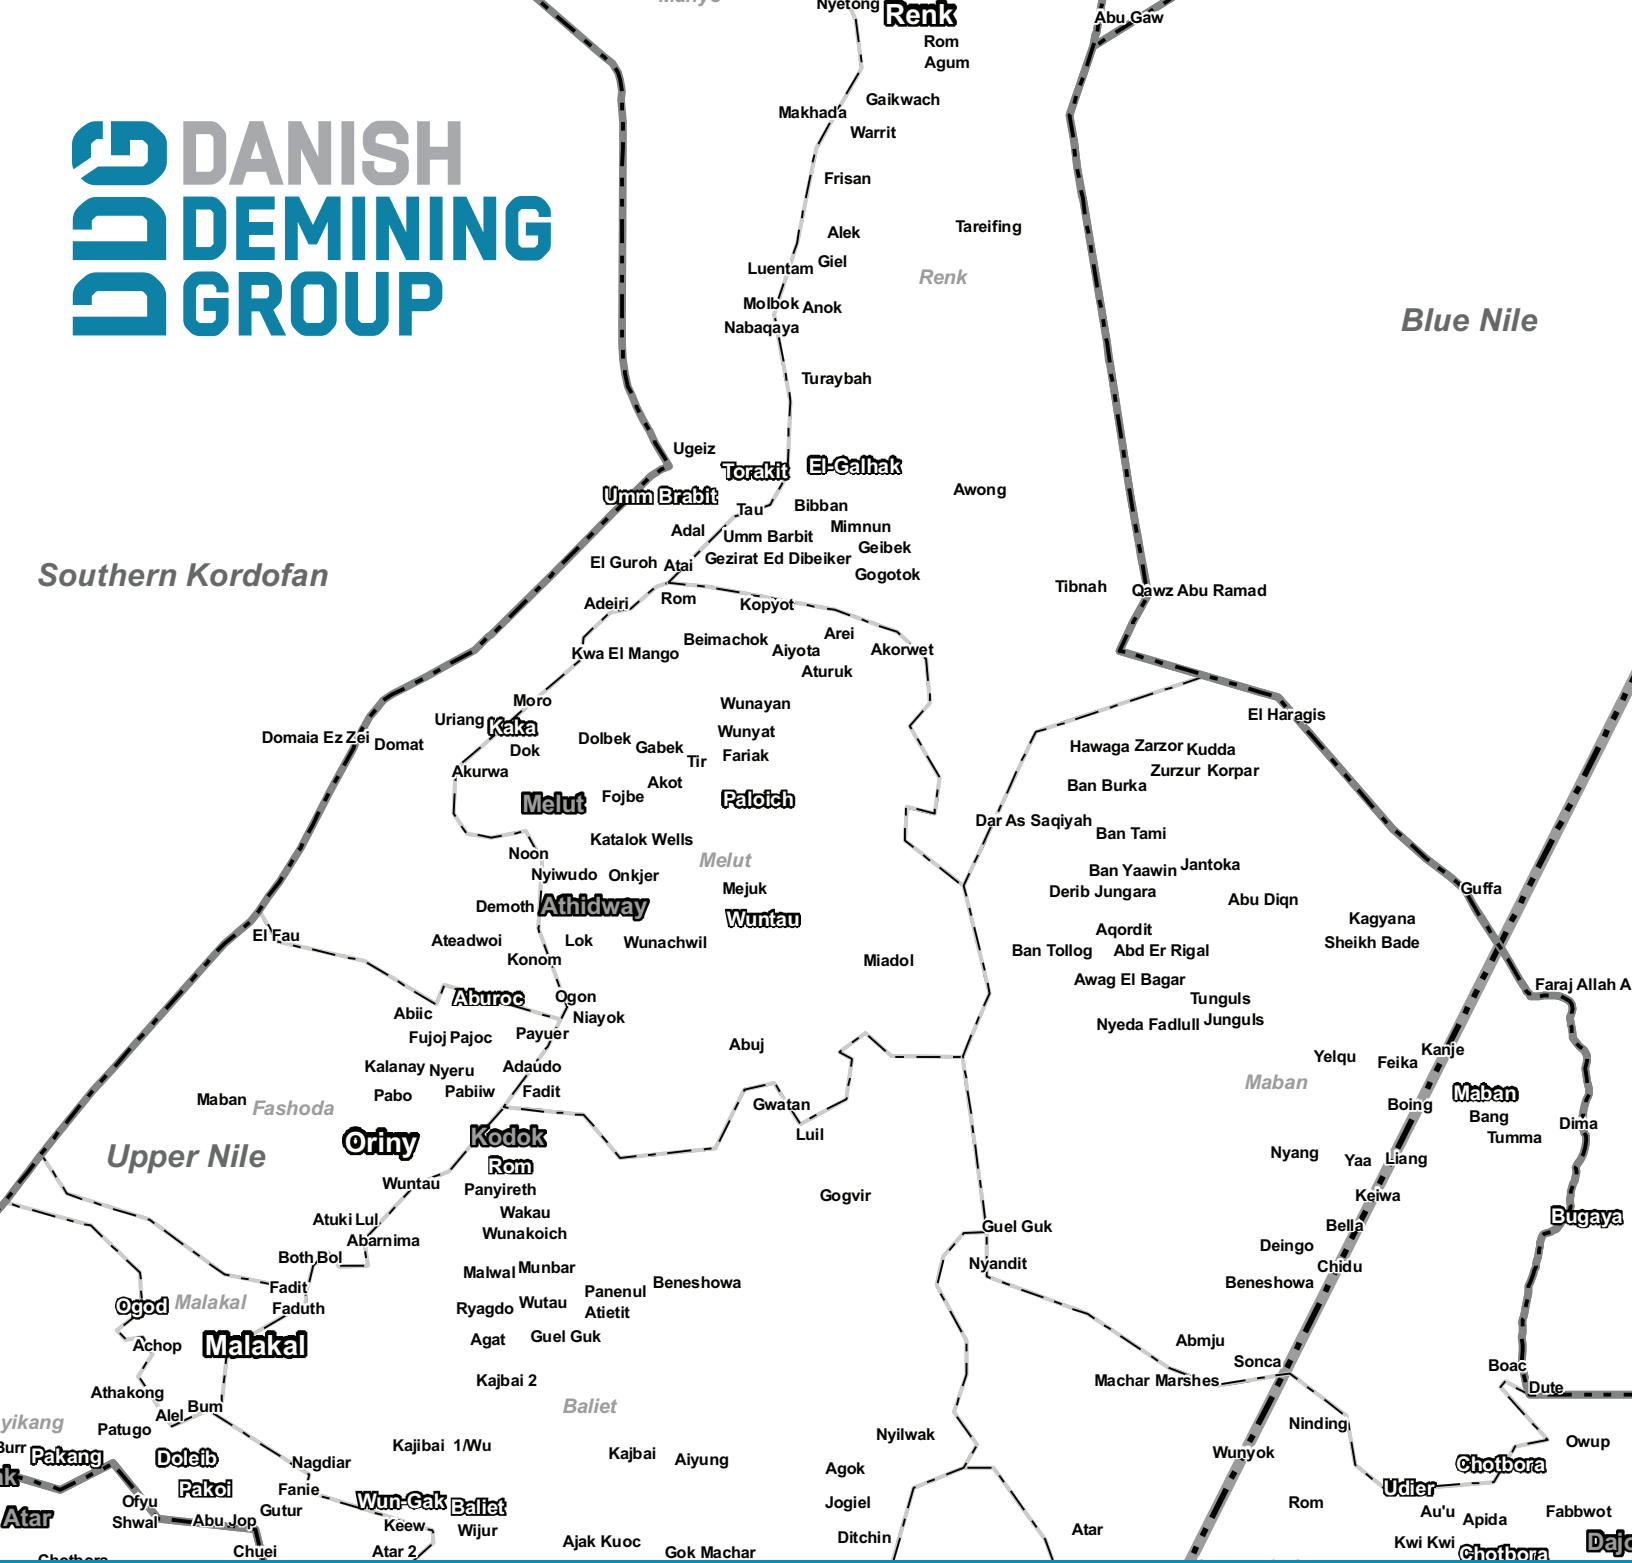 Nyetong
Renk
Abu Gaw
Rom
Agum
Gaikwach
Makhada
Warrit
DANISH
DEMINING
GROUP
DDG
Frisan
Alek
Tareifing
Giel
Luentam
Renk
Molbok
Anok
Nabaqaya
Blue Nile
Turaybah
Ugeiz
Torakit
El-Galhak
Umm Brabit
Awong
Tau
Bibban
Adal
Umm Barbit
Mimnun
Geibek
Gezirat Ed Dibeiker
El Guroh
Atai
Gogotok
Southern Kordofan
Tibnah
Qawz Abu Ramad
Adeiri
Rom
Kopyot
Beimachok
Arei
Kwa El Mango
Aiyota
Akorwet
Aturuk
Moro
Wunayan
Uriang
Kaka
El Haragis
Domaia Ez Zei
Domat
Dok
Dolbek
Gabek
Wunyat
Tir
Fariak
Hawaga
Zarzor
Kudda
Akurwa
Zurzur
Korpar
Akot
Ban Burka
Melut
Fojbe
Paloich
Dar As Saqiyah
Ban Tami
Katalok Wells
Noon
Melut
Ban Yaawin
Jantoka
Nyiwudo
Onkjer
Mejuk
Derib Jungara
Abu Diqn
Guffa
Demoth
Athidway
Wuntau
Kagyana
Aqordit
Sheikh Bade
El Fau
Ateadwoi
Lok
Wunachwil
Ban Tollog
Abd Er Rigal
Konom
Miadol
Awag El Bagar
Faraj Allah A
Aburoc
Ogon
Tunguls
Abiic
Niayok
Nyeda Fadlull
Junguls
Fujoj
Pajoc
Payuer
Abuj
Yelqu
Feika
Kanje
Kalanay
Nyeru
Adaudo
Maban
Maban
Pabo
Pabiiw
Fadit
Maban
Fashoda
Gwatan
Boing
Bang
Luil
Tumma
Dima
Oriny
Kodok
Upper Nile
Rom
Nyang
Yaa
Liang
Wuntau
Panyireth
Gogvir
Keiwa
Wakau
Bugaya
Atuki Lul
Wunakoich
Guel Guk
Bella
Abarnima
Deingo
Both Bol
Nyandit
Chidu
Malwal
Munbar
Beneshowa
Beneshowa
Fadit
Panenul
Ogod
Malakal
Faduth
Ryagdo
Wutau
Atietit
Achop
Malakal
Agat
Guel Guk
Abmju
Sonca
Boac
Kajbai 2
Machar Marshes
Dute
Athakong
Baliet
Alel
Bum
yikang
Patugo
Ninding
Nyilwak
Burr
Pakang
Doleib
Kajibai 1/Wu
Kajbai
Aiyung
Wunyok
Owup
Nagdiar
Agok
Chotbora
ak
Pakoi
Fanie
Udier
Ofyu
Gutur
Wun-Gak
Baliet
Jogiel
Rom
Atar
Shwal
Abu Jop
Keew
Wijur
Ditchin
Atar
Au'u
Apida
Fabbwot
Chuei
Atar 2
Ajak Kuoc
Gok Machar
Kwi Kwi
Chotbora
Chotbora